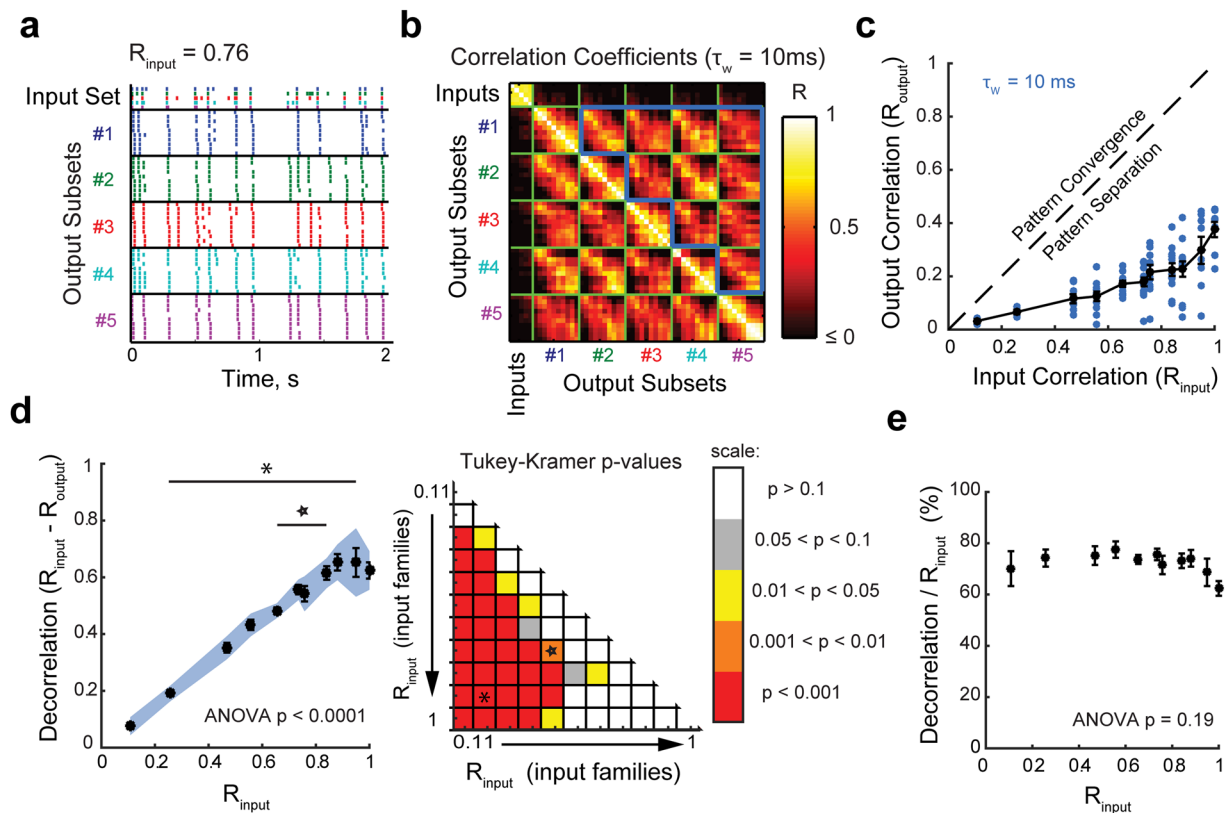 a
R_input = 0.76
Input Set
Output Subsets
#1
#2
#3
#4
#5
0
1
2
Time, s
b
Correlation Coefficients (τ_w = 10ms)
Inputs
Output Subsets
#1
#2
#3
#4
#5
Inputs
#1
#2
#3
#4
#5
Output Subsets
R
1
0.5
≤ 0
c
τ_w = 10 ms
Pattern Convergence
Pattern Separation
Output Correlation (R_output)
1
0.8
0.6
0.4
0.2
0
0
0.2
0.4
0.6
0.8
1
Input Correlation (R_input)
d
Decorrelation (R_input - R_output)
1
0.8
0.6
0.4
0.2
0
*
☆
ANOVA p < 0.0001
0
0.2
0.4
0.6
0.8
1
R_input
Tukey-Kramer p-values
0.11
R_input (input families)
1
☆
*
0.11
1
R_input (input families)
scale:
p > 0.1
0.05 < p < 0.1
0.01 < p < 0.05
0.001 < p < 0.01
p < 0.001
e
Decorrelation / R_input (%)
100
80
60
40
20
0
ANOVA p = 0.19
0
0.2
0.4
0.6
0.8
1
R_input